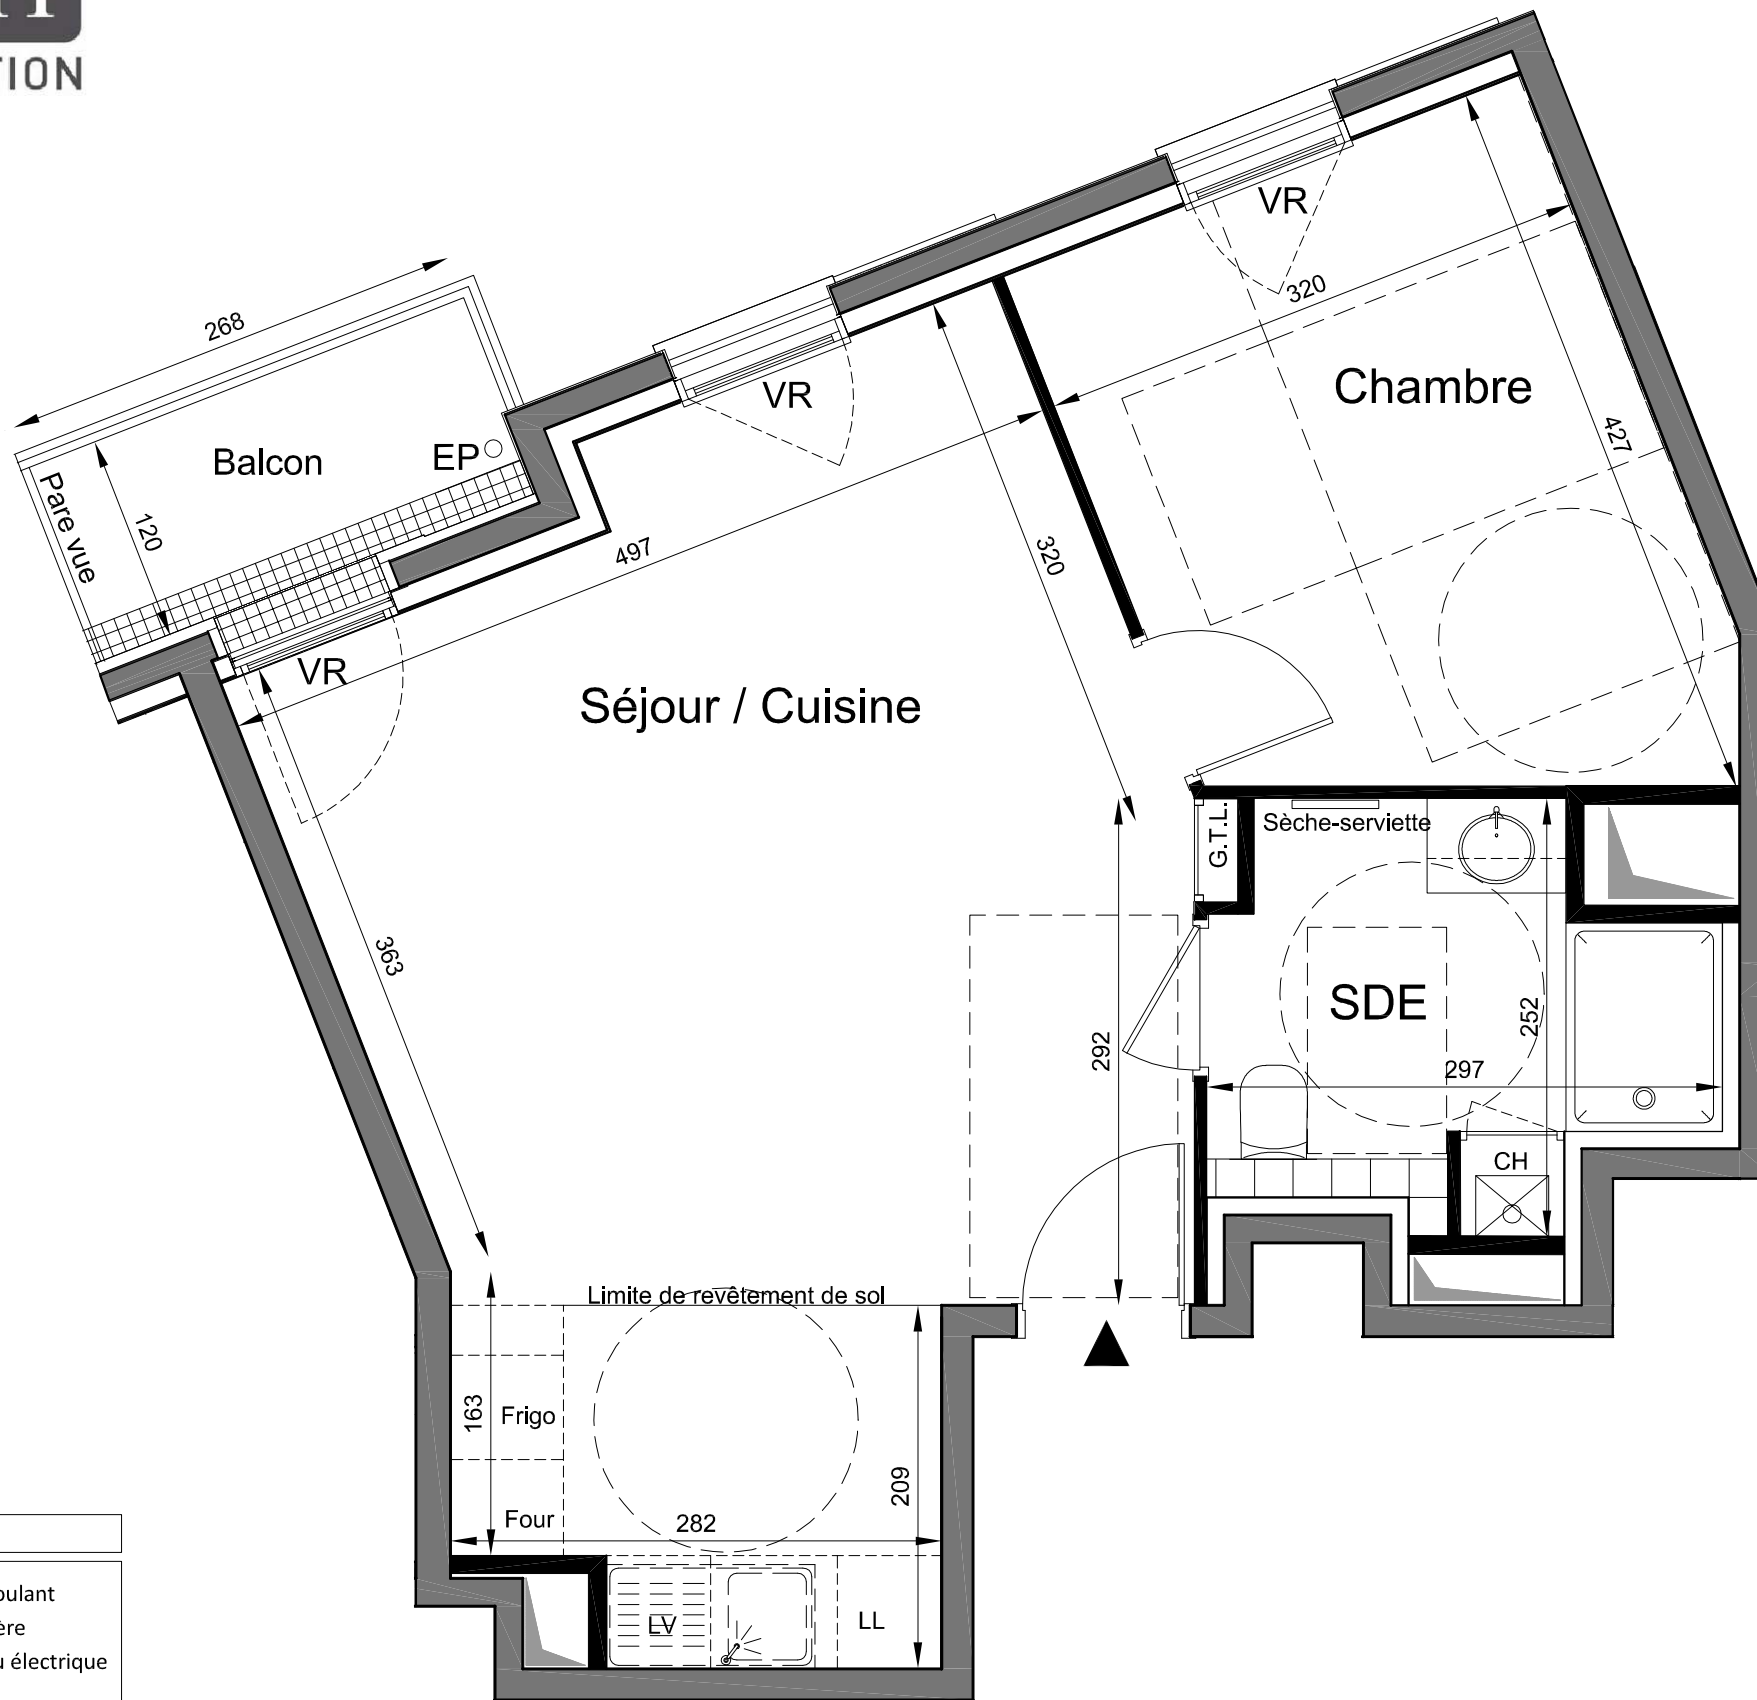 TION
VR
320
268
Chambre
VR
427
Balcon
EP
Pare vue
120
497
320
VR
Séjour / Cuisine
G.T.L.
Sèche-serviette
363
SDE
252
292
297
CH
Limite de revêtement de sol
163
Frigo
209
Four
282
LV
LL
électrique